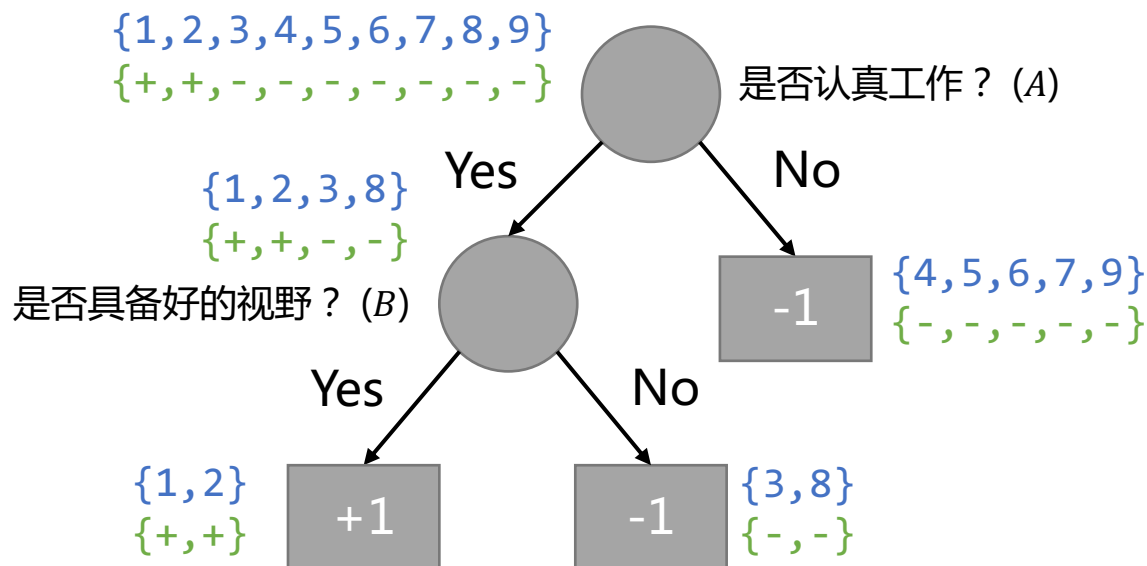 {1,2,3,4,5,6,7,8,9}
{+,+,-,-,-,-,-,-,-}
是否认真工作？(A)
Yes
No
{1,2,3,8}
{+,+,-,-}
是否具备好的视野？(B)
-1
{4,5,6,7,9}
{-,-,-,-,-}
Yes
No
{1,2}
{+,+}
+1
-1
{3,8}
{-,-}